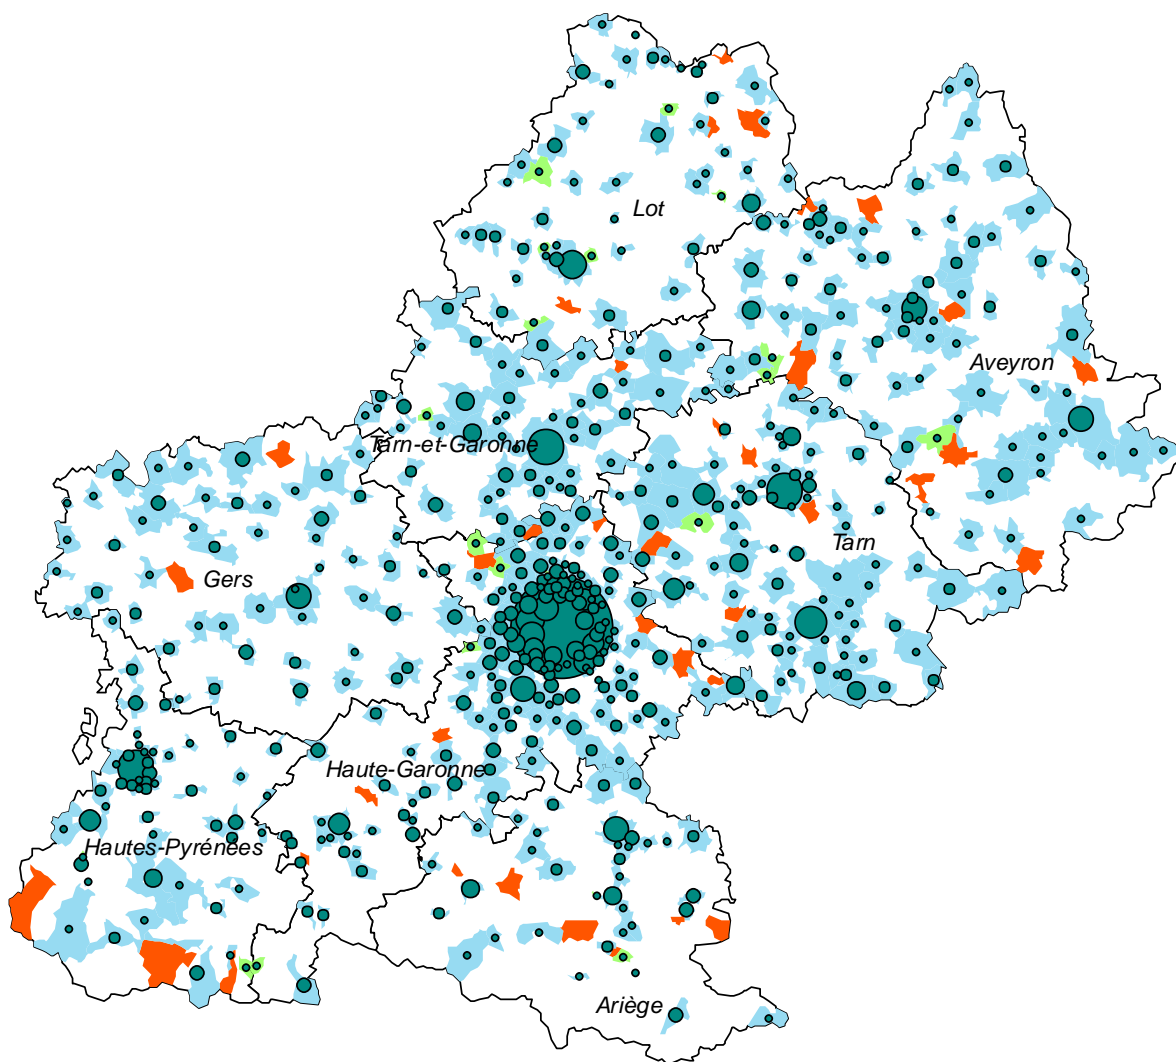 Lot
Aveyron
Tarn-et-Garonne
Tarn
Gers
Haute-Garonne
Hautes-Pyrénées
Ariège